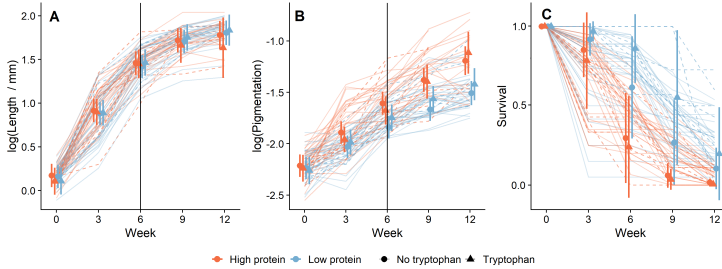 A
B
C
log(Length / mm)
2.0
1.5
1.0
0.5
0.0
0
3
6
9
12
Week
log(Pigmentation)
-1.0
-1.5
-2.0
-2.5
0
3
6
9
12
Week
Survival
1.0
0.5
0.0
0
3
6
9
12
Week
High protein
Low protein
No tryptophan
Tryptophan